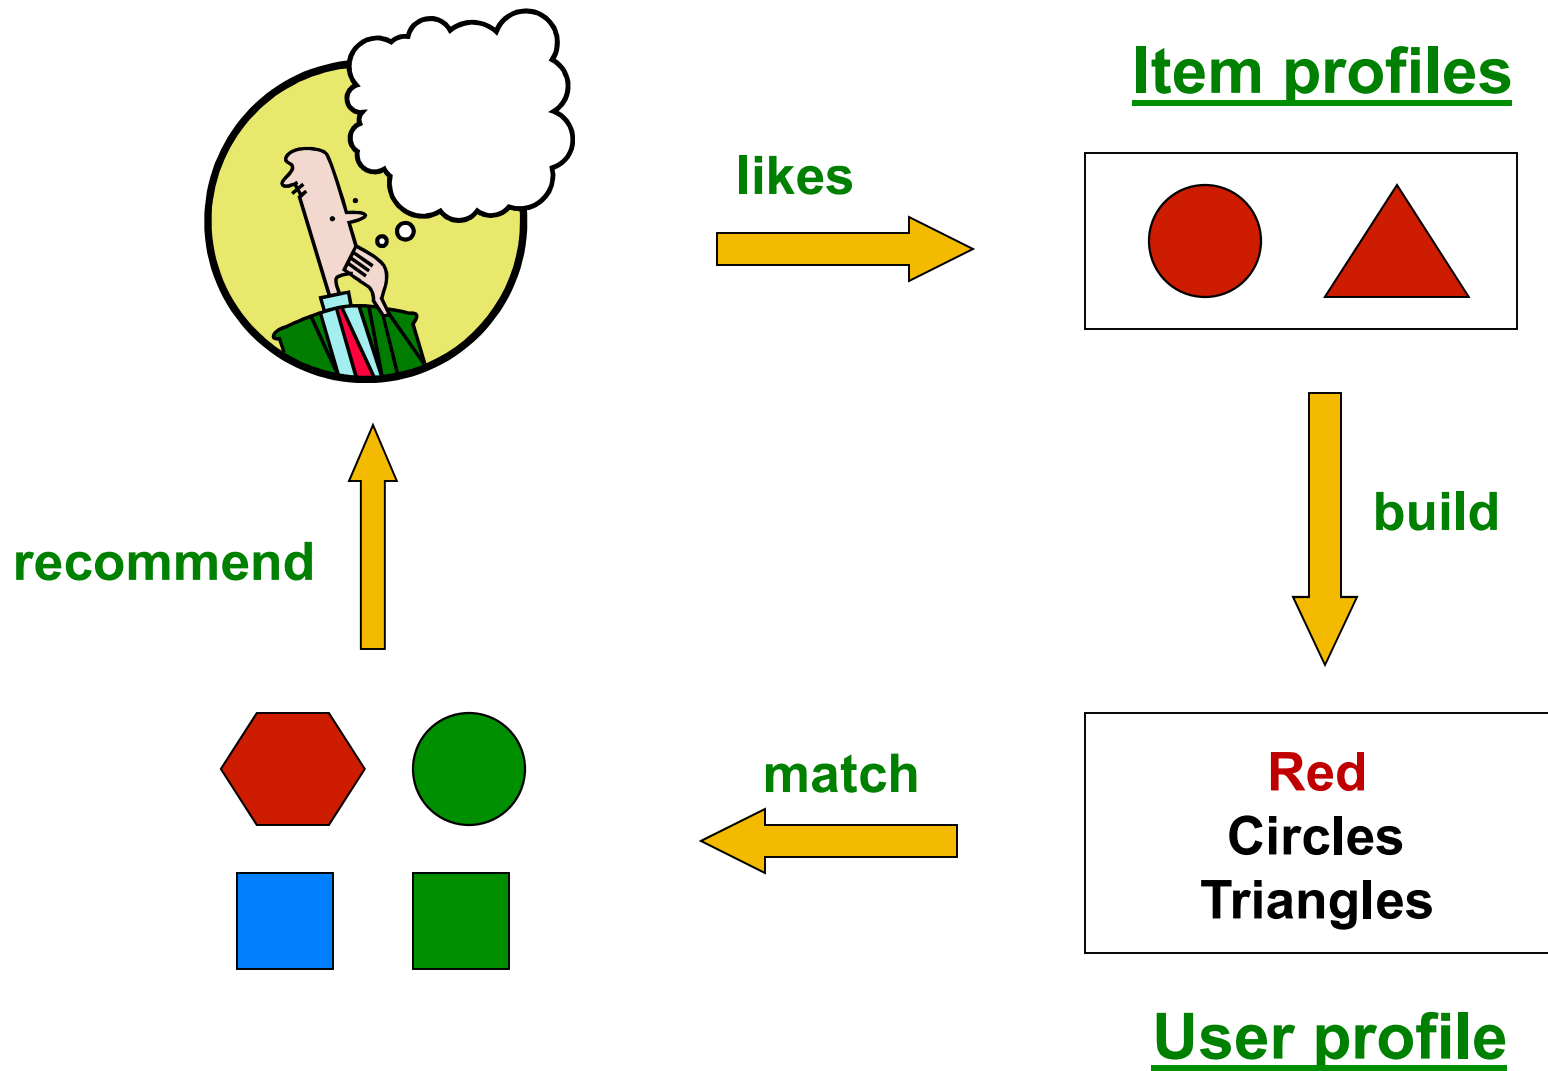 Item profiles
likes
build
recommend
match
Red
Circles
Triangles
User profile